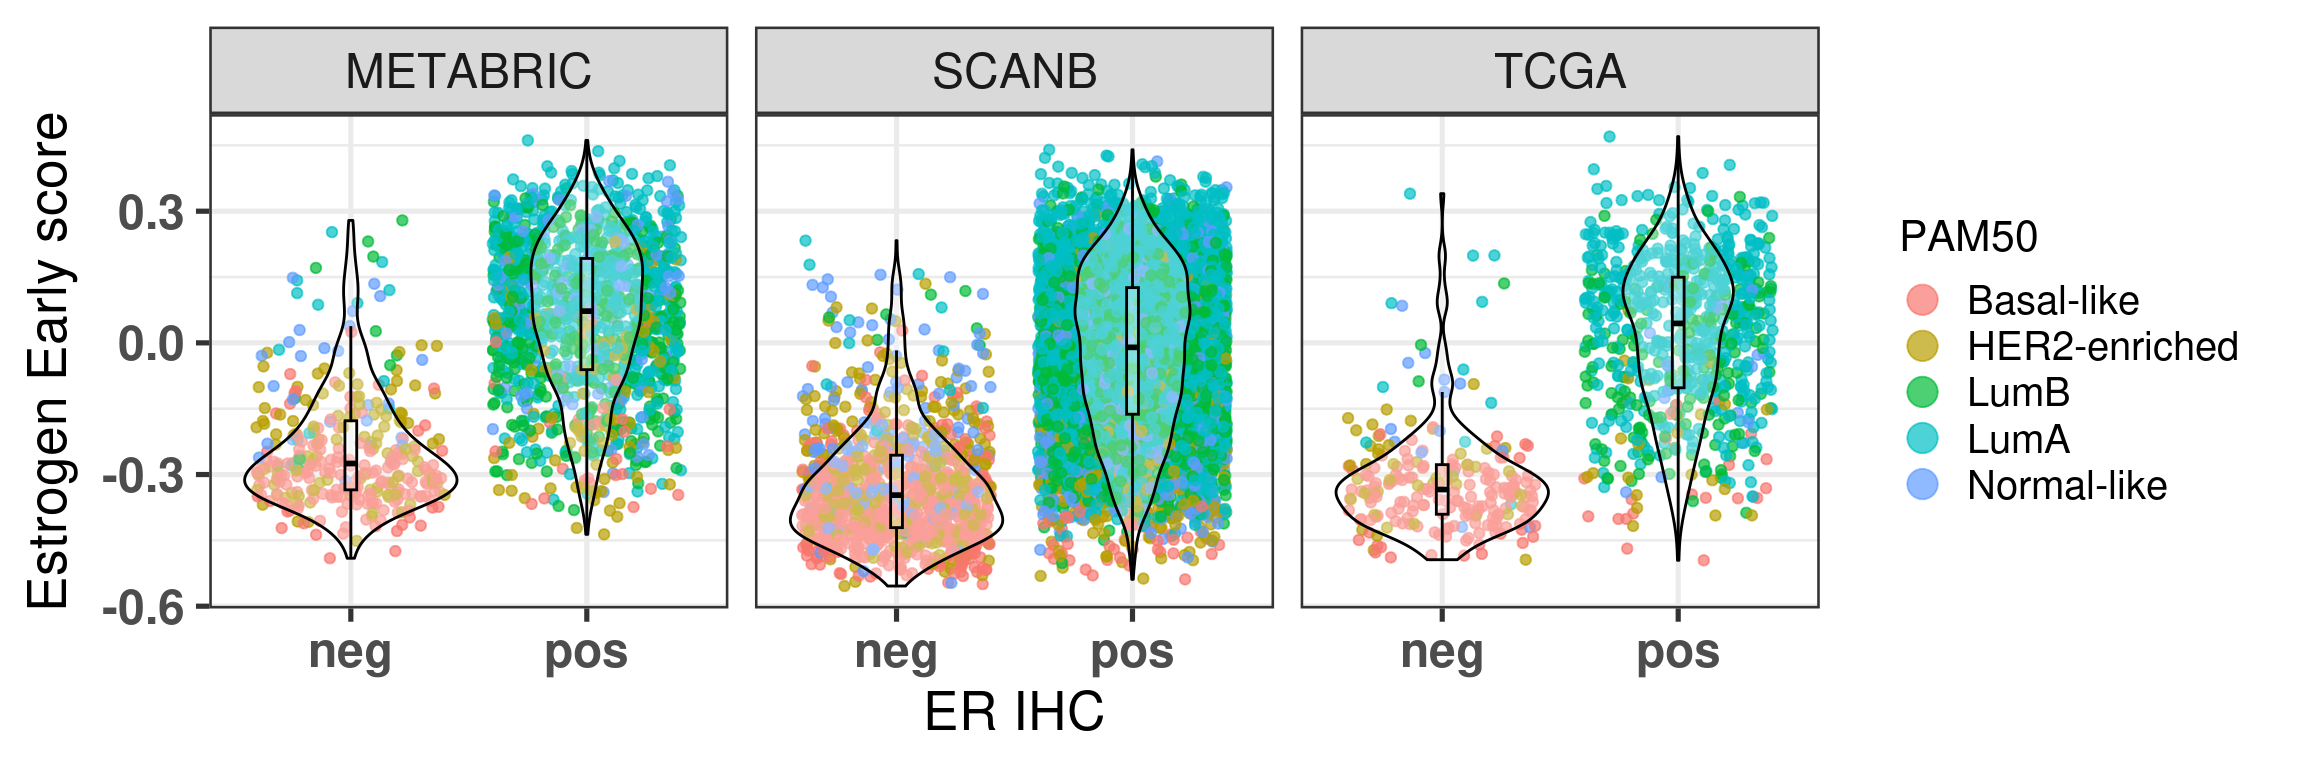 METABRIC SCANB TCGA
Estrogen Early score
0.3
0.0
-0.3
-0.6
neg pos neg pos neg pos
ER IHC
PAM50
Basal-like
HER2-enriched
LumB
LumA
Normal-like